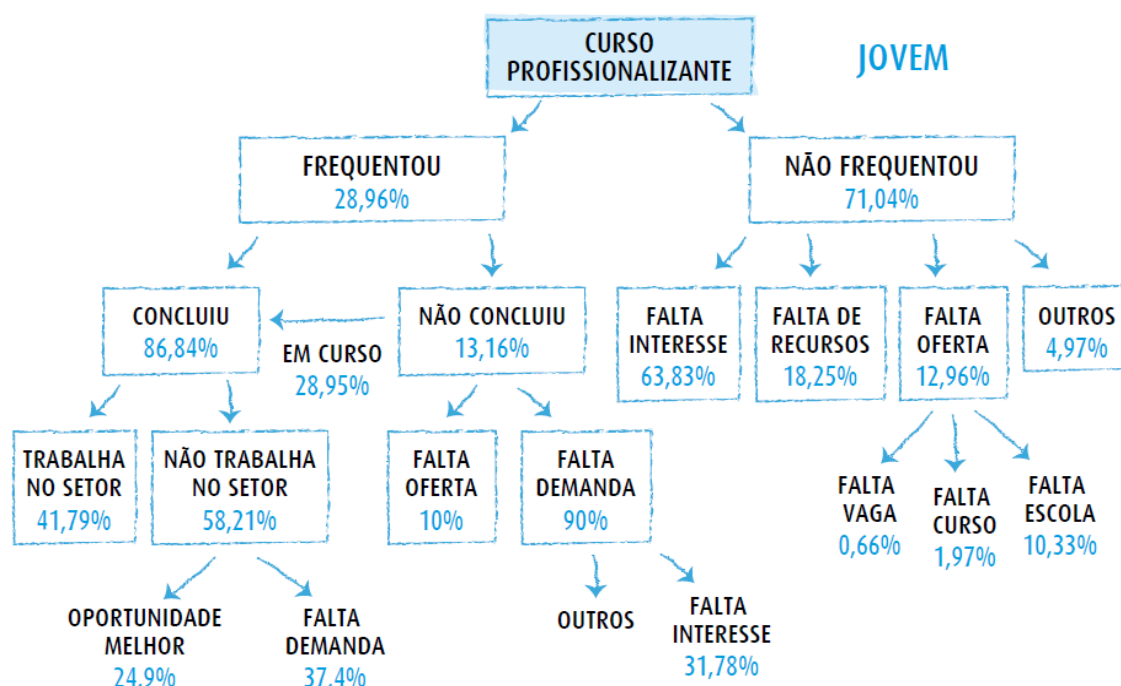 CURSO
PROFISSIONALIZANTE
JOVEM
FREQUENTOU
28,96%
NÃO FREQUENTOU
71,04%
CONCLUIU
86,84%
EM CURSO
28,95%
NÃO CONCLUIU
13,16%
FALTA
INTERESSE
63,83%
FALTA DE
RECURSOS
18,25%
FALTA
OFERTA
12,96%
OUTROS
4,97%
TRABALHA
NO SETOR
41,79%
NÃO TRABALHA
NO SETOR
58,21%
FALTA
OFERTA
10%
FALTA
DEMANDA
90%
FALTA
VAGA
0,66%
FALTA
CURSO
1,97%
FALTA
ESCOLA
10,33%
OPORTUNIDADE
MELHOR
24,9%
FALTA
DEMANDA
37,4%
OUTROS
FALTA
INTERESSE
31,78%